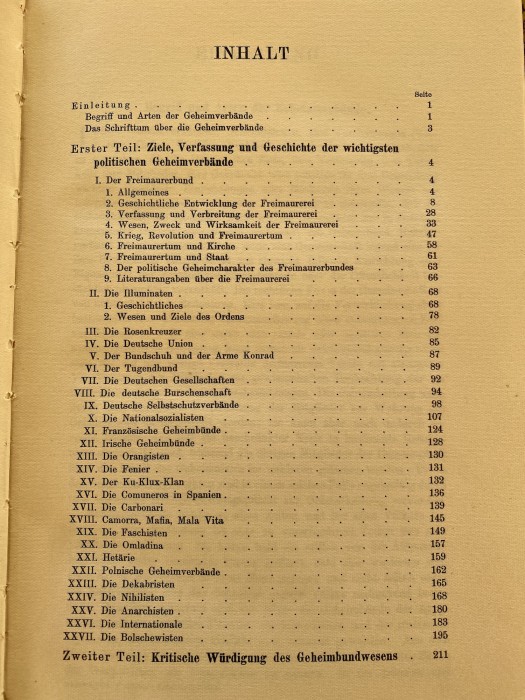 INHALT
Seite
Einleitung . . . . . . . . . . . 1
Begriff und Arten der Geheimverbände . . . . . . 1
Das Schrifttum über die Geheimverbände . . . . . 3
Erster Teil: Ziele, Verfassung und Geschichte der wichtigsten
politischen Geheimverbände . . . . . . . 4
I. Der Freimaurerbund . . . . . . . . 4
1. Allgemeines . . . . . . . . . 4
2. Geschichtliche Entwicklung der Freimaurerei . . . 8
3. Verfassung und Verbreitung der Freimaurerei . . . 28
4. Wesen, Zweck und Wirksamkeit der Freimaurerei . . 33
5. Krieg, Revolution und Freimaurertum . . . . 47
6. Freimaurertum und Kirche . . . . . . 58
7. Freimaurertum und Staat . . . . . . 61
8. Der politische Geheimcharakter des Freimaurerbundes . . 63
9. Literaturangaben über die Freimaurerei . . . . 66
II. Die Illuminaten . . . . . . . . . 68
1. Geschichtliches . . . . . . . . 68
2. Wesen und Ziele des Ordens . . . . . . 78
III. Die Rosenkreuzer . . . . . . . . 82
IV. Die Deutsche Union . . . . . . . . 85
V. Der Bundschuh und der Arme Konrad . . . . . 87
VI. Der Tugendbund . . . . . . . . 89
VII. Die Deutschen Gesellschaften . . . . . . 92
VIII. Die deutsche Burschenschaft . . . . . . 94
IX. Deutsche Selbstschutzverbände . . . . . . 98
X. Die Nationalsozialisten . . . . . . . 107
XI. Französische Geheimbünde . . . . . . . 124
XII. Irische Geheimbünde . . . . . . . . 128
XIII. Die Orangisten . . . . . . . . 130
XIV. Die Fenier . . . . . . . . . 131
XV. Der Ku-Klux-Klan . . . . . . . . 132
XVI. Die Comuneros in Spanien . . . . . . . 136
XVII. Die Carbonari . . . . . . . . 139
XVIII. Camorra, Mafia, Mala Vita . . . . . . 145
XIX. Die Faschisten . . . . . . . . 149
XX. Die Omladina . . . . . . . . 157
XXI. Hetärie . . . . . . . . . 159
XXII. Polnische Geheimverbände . . . . . . 162
XXIII. Die Dekabristen . . . . . . . . 165
XXIV. Die Nihilisten . . . . . . . . 168
XXV. Die Anarchisten . . . . . . . . 180
XXVI. Die Internationale . . . . . . . 183
XXVII. Die Bolschewisten . . . . . . . 195
Zweiter Teil: Kritische Würdigung des Geheimbundwesens . 211